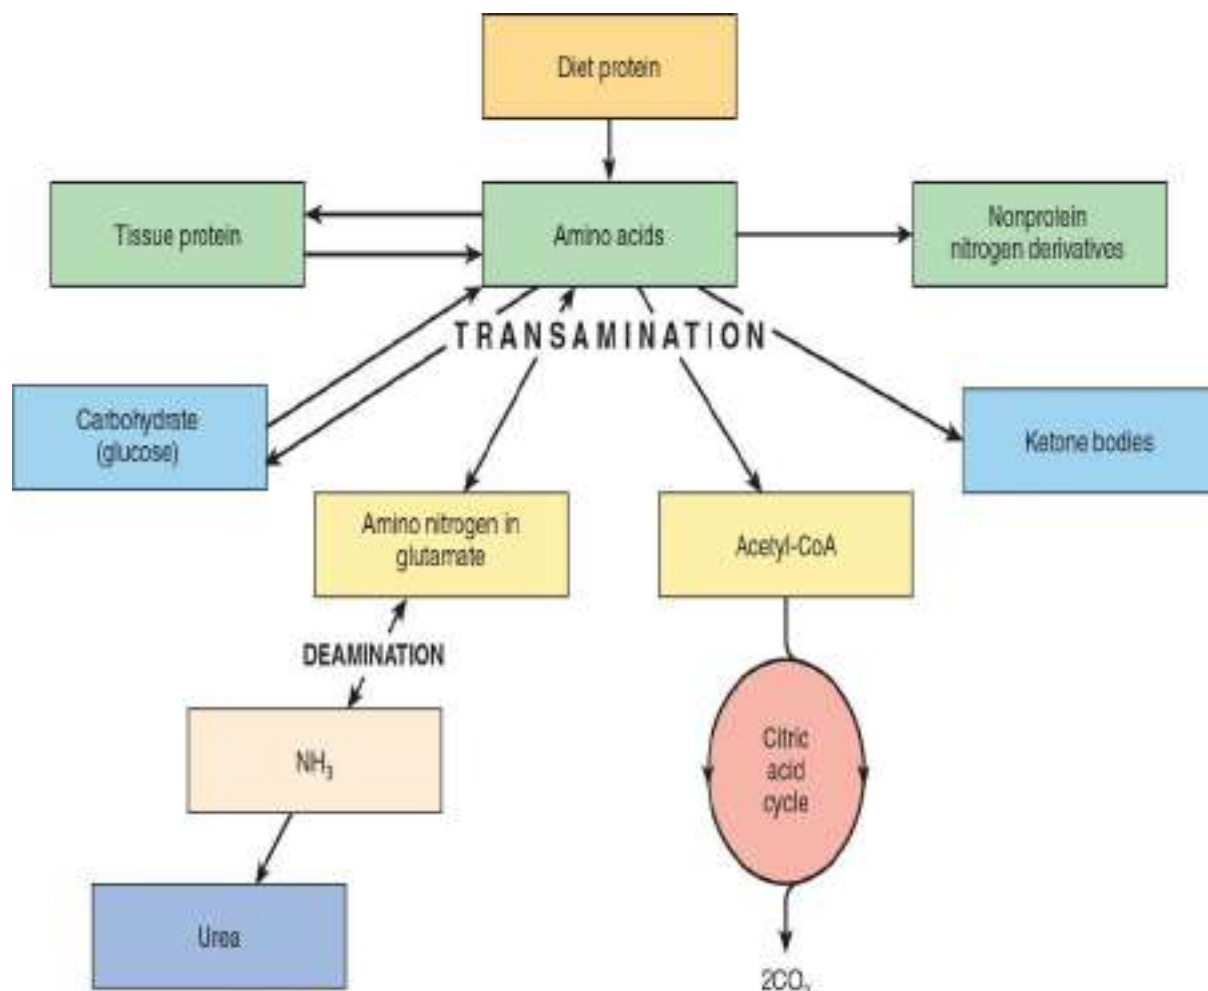 Diet protein
Tissue protein
Amino acids
Nonprotein
nitrogen derivatives
TRANSAMINATION
Carbohydrate
(glucose)
Ketone bodies
Amino nitrogen in
glutamate
Acetyl-CoA
DEAMINATION
NH₃
Citric
acid
cycle
Urea
2CO₂